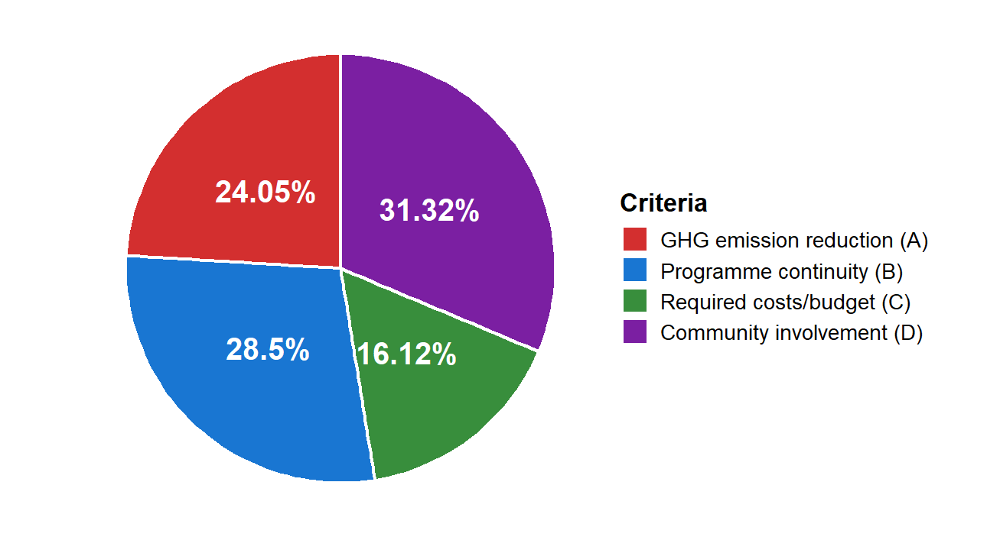 24.05%
31.32%
28.5%
16.12%
Criteria
GHG emission reduction (A)
Programme continuity (B)
Required costs/budget (C)
Community involvement (D)